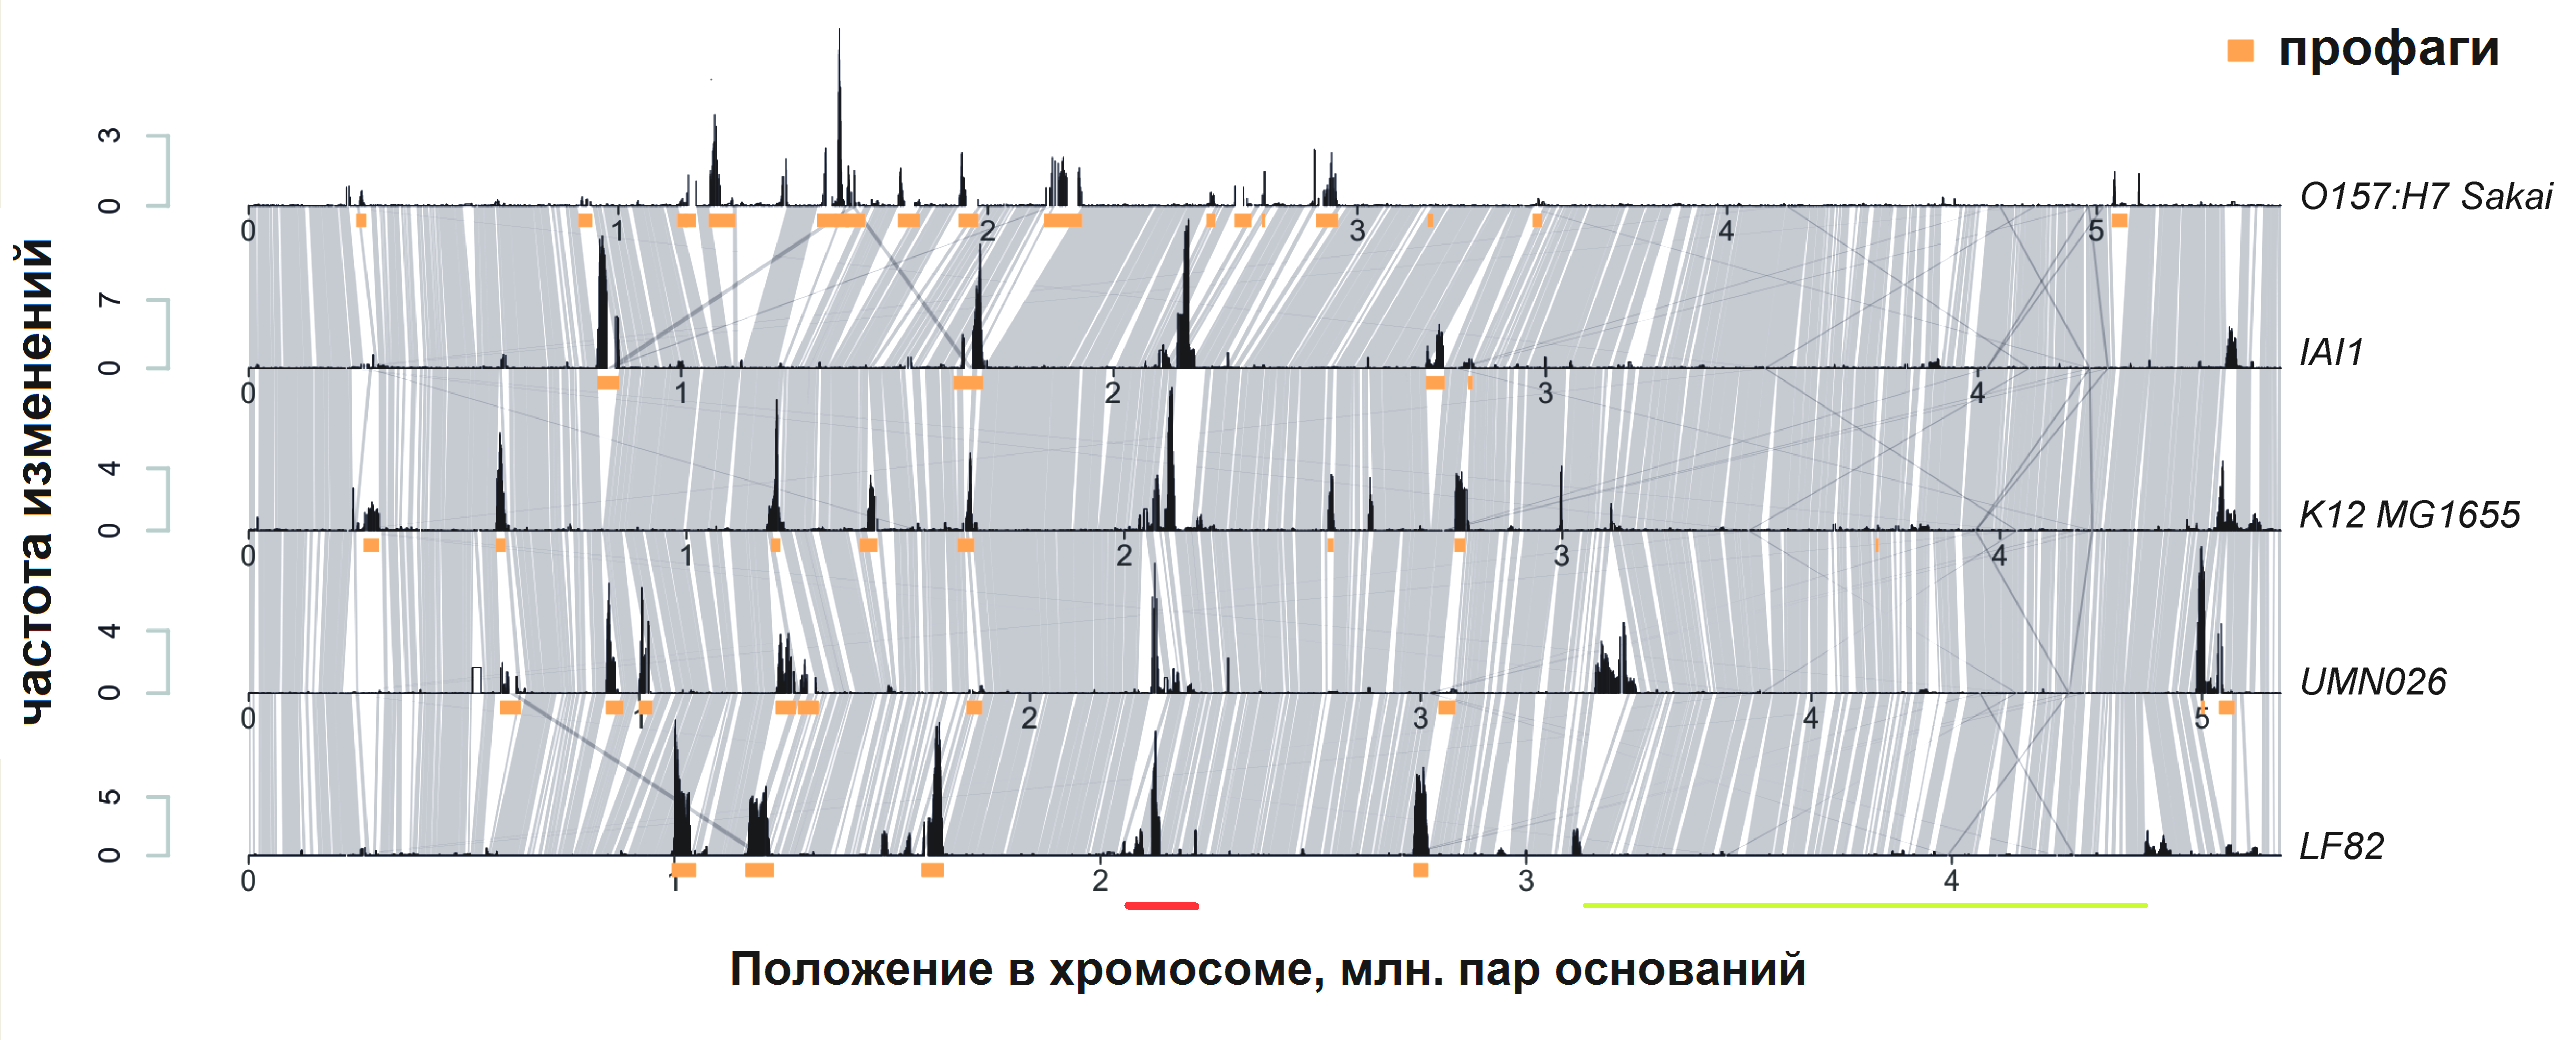 профаги
частота изменений
3
0
O157:H7 Sakai
0 1 2 3 4 5
7
0
IAI1
0 1 2 3 4
4
0
K12 MG1655
0 1 2 3 4
4
0
UMN026
0 1 2 3 4 5
5
0
LF82
0 1 2 3 4
Положение в хромосоме, млн. пар оснований